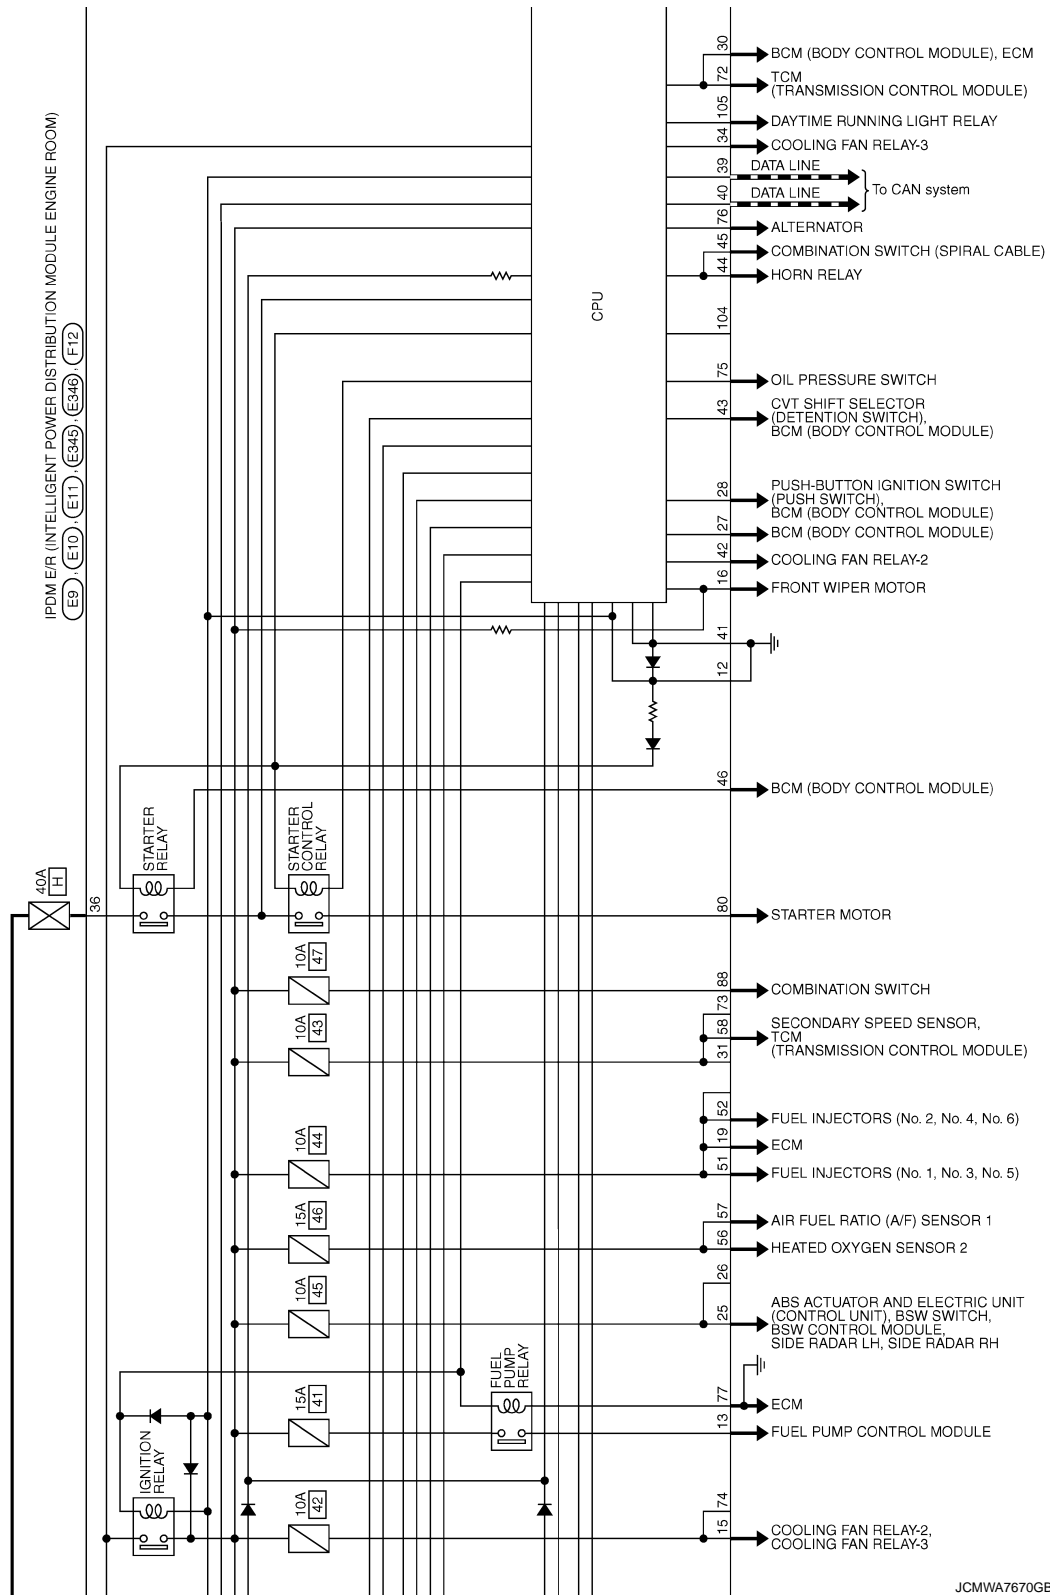 30
BCM (BODY CONTROL MODULE), ECM
72
TCM
(TRANSMISSION CONTROL MODULE)
105
DAYTIME RUNNING LIGHT RELAY
34
COOLING FAN RELAY-3
39
DATA LINE
40
DATA LINE
To CAN system
76
ALTERNATOR
45
COMBINATION SWITCH (SPIRAL CABLE)
44
HORN RELAY
IPDM E/R (INTELLIGENT POWER DISTRIBUTION MODULE ENGINE ROOM)
E9 , E10 , E11 , E345 , E346 , F12
CPU
104
75
OIL PRESSURE SWITCH
43
CVT SHIFT SELECTOR
(DETENTION SWITCH),
BCM (BODY CONTROL MODULE)
28
PUSH-BUTTON IGNITION SWITCH
(PUSH SWITCH),
BCM (BODY CONTROL MODULE)
27
BCM (BODY CONTROL MODULE)
42
COOLING FAN RELAY-2
16
FRONT WIPER MOTOR
41
12
46
BCM (BODY CONTROL MODULE)
STARTER
RELAY
STARTER
CONTROL
RELAY
40A
H
36
80
STARTER MOTOR
10A
47
88
COMBINATION SWITCH
10A
43
73
58
31
SECONDARY SPEED SENSOR,
TCM
(TRANSMISSION CONTROL MODULE)
10A
44
52
FUEL INJECTORS (No. 2, No. 4, No. 6)
19
ECM
51
FUEL INJECTORS (No. 1, No. 3, No. 5)
15A
46
57
AIR FUEL RATIO (A/F) SENSOR 1
56
HEATED OXYGEN SENSOR 2
10A
45
26
25
ABS ACTUATOR AND ELECTRIC UNIT
(CONTROL UNIT), BSW SWITCH,
BSW CONTROL MODULE,
SIDE RADAR LH, SIDE RADAR RH
FUEL
PUMP
RELAY
15A
41
77
ECM
13
FUEL PUMP CONTROL MODULE
IGNITION
RELAY
10A
42
74
15
COOLING FAN RELAY-2,
COOLING FAN RELAY-3
JCMWA7670GB